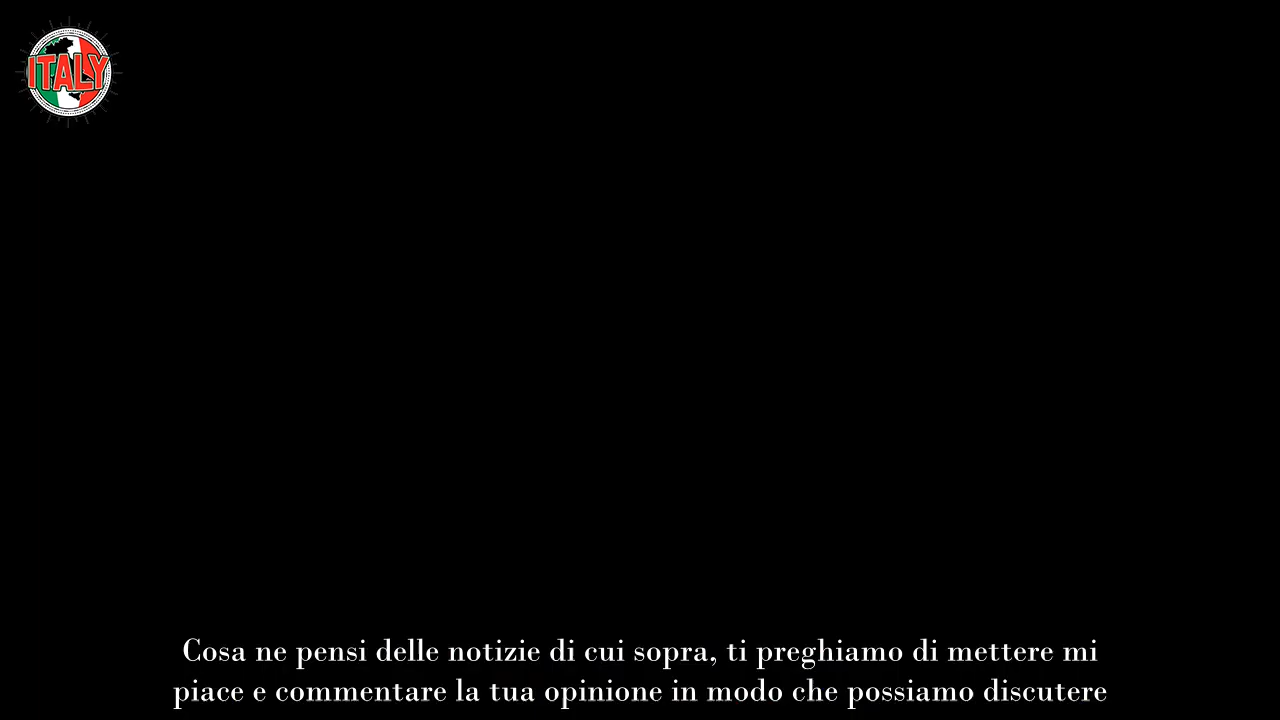 ITALY
Cosa ne pensi delle notizie di cui sopra, ti preghiamo di mettere mi
piace e commentare la tua opinione in modo che possiamo discutere